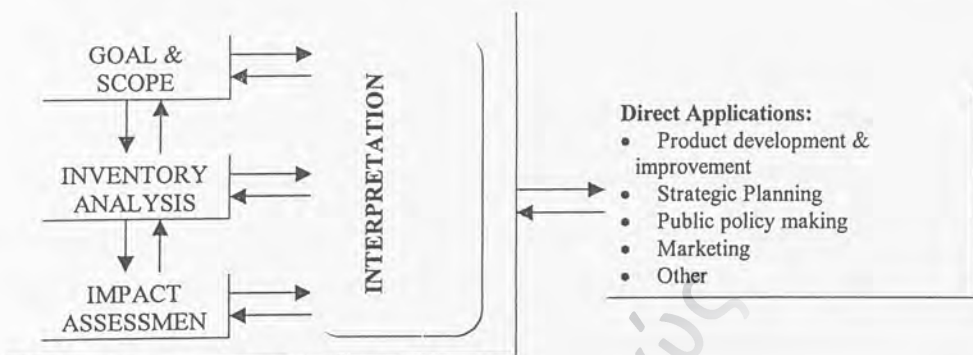 GOAL &
SCOPE
INVENTORY
ANALYSIS
IMPACT
ASSESSMEN
INTERPRETATION
Direct Applications:
• Product development &
improvement
• Strategic Planning
• Public policy making
• Marketing
• Other